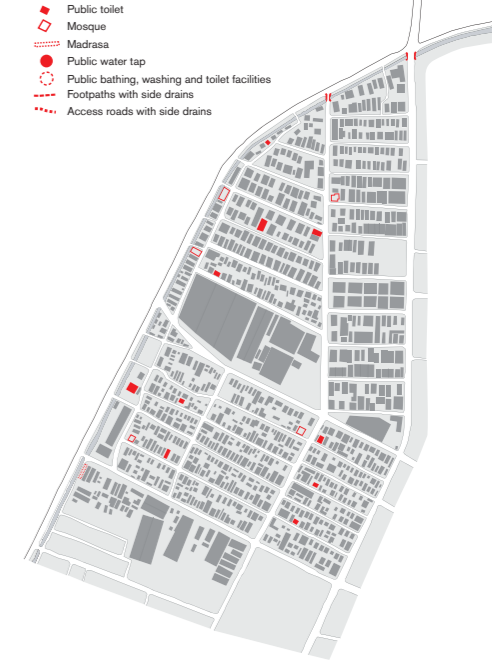 Public toilet
Mosque
Madrasa
Public water tap
Public bathing, washing and toilet facilities
Footpaths with side drains
Access roads with side drains